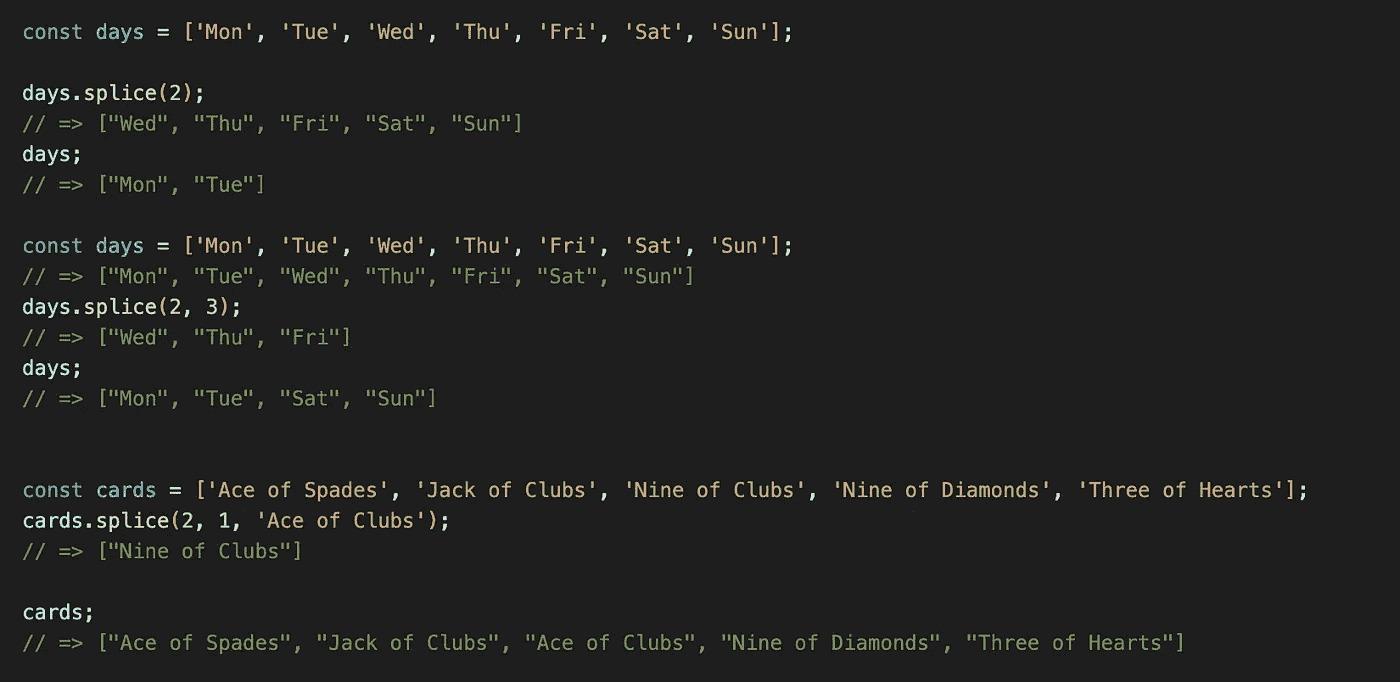 const days = ['Mon', 'Tue', 'Wed', 'Thu', 'Fri', 'Sat', 'Sun'];
days.splice(2);
// => ["Wed", "Thu", "Fri", "Sat", "Sun"]
days;
// => ["Mon", "Tue"]
const days = ['Mon', 'Tue', 'Wed', 'Thu', 'Fri', 'Sat', 'Sun'];
// => ["Mon", "Tue", "Wed", "Thu", "Fri", "Sat", "Sun"]
days.splice(2, 3);
// => ["Wed", "Thu", "Fri"]
days;
// => ["Mon", "Tue", "Sat", "Sun"]
const cards = ['Ace of Spades', 'Jack of Clubs', 'Nine of Clubs', 'Nine of Diamonds', 'Three of Hearts'];
cards.splice(2, 1, 'Ace of Clubs');
// => ["Nine of Clubs"]
cards;
// => ["Ace of Spades", "Jack of Clubs", "Ace of Clubs", "Nine of Diamonds", "Three of Hearts"]